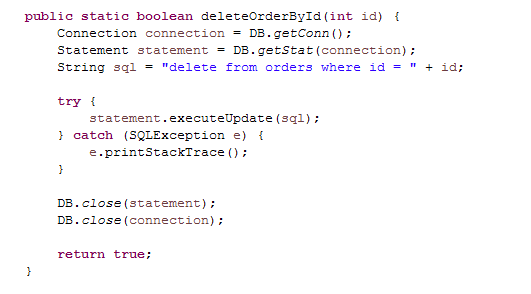 public static boolean deleteOrderById(int id) {
    Connection connection = DB.getConn();
    Statement statement = DB.getStat(connection);
    String sql = "delete from orders where id = " + id;

    try {
        statement.executeUpdate(sql);
    } catch (SQLException e) {
        e.printStackTrace();
    }

    DB.close(statement);
    DB.close(connection);

    return true;
}